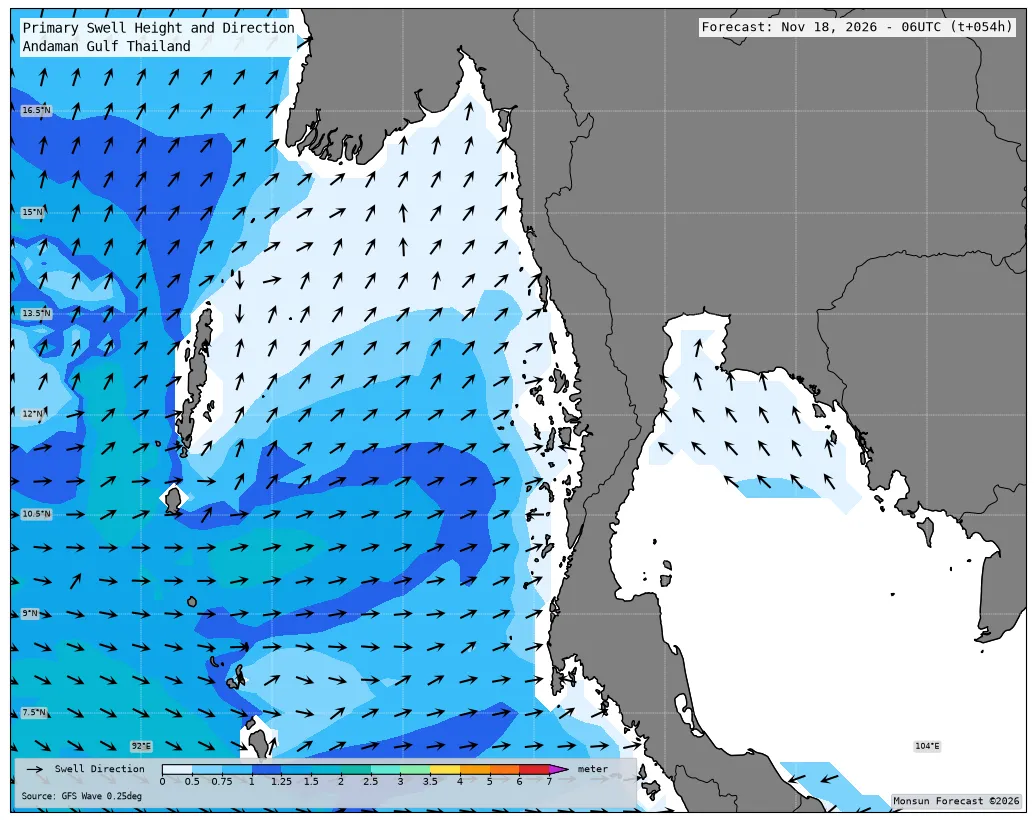 Primary Swell Height and Direction
Andaman Gulf Thailand
Forecast: Nov 18, 2026 - 06UTC (t+054h)
16.5°N
15°N
13.5°N
12°N
10.5°N
9°N
7.5°N
92°E
104°E
Swell Direction
0 0.5 0.75 1 1.25 1.5 2 2.5 3 3.5 4 5 6 7
meter
Source: GFS Wave 0.25deg
Monsun Forecast ©2026